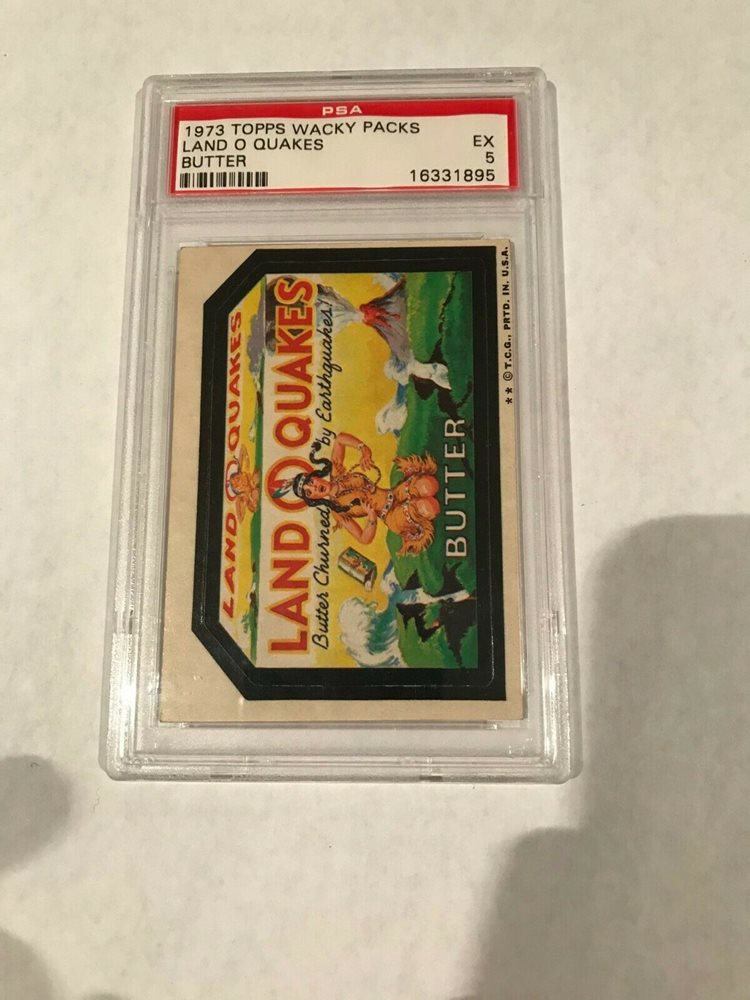 PSA
1973 TOPPS WACKY PACKS
LAND O QUAKES EX
BUTTER 5
16331895
LAND O QUAKES
LAND O QUAKES
Butter Churned by Earthquakes!
BUTTER
** © T.C.G., PRTD. IN. U.S.A.